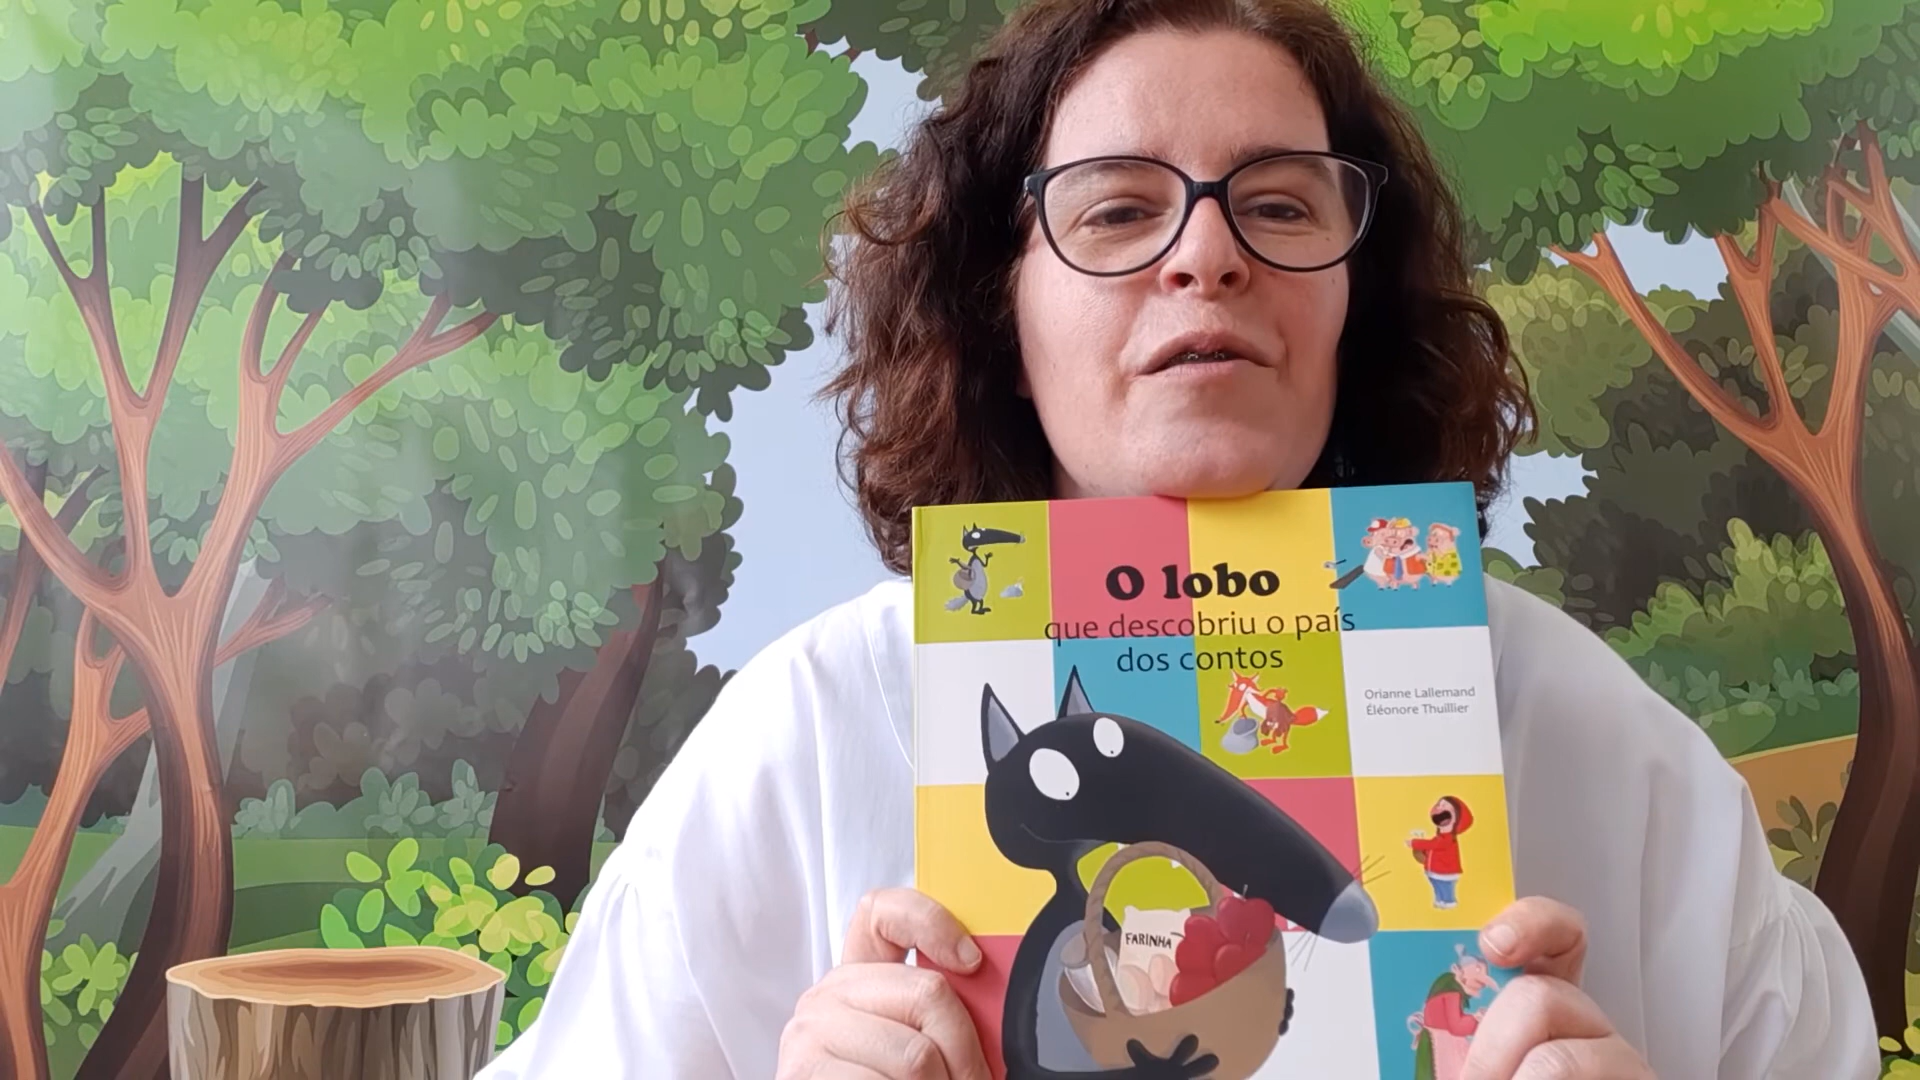 O lobo
que descobriu o país
dos contos
Orianne Lallemand
Éléonore Thuillier
FARINHA